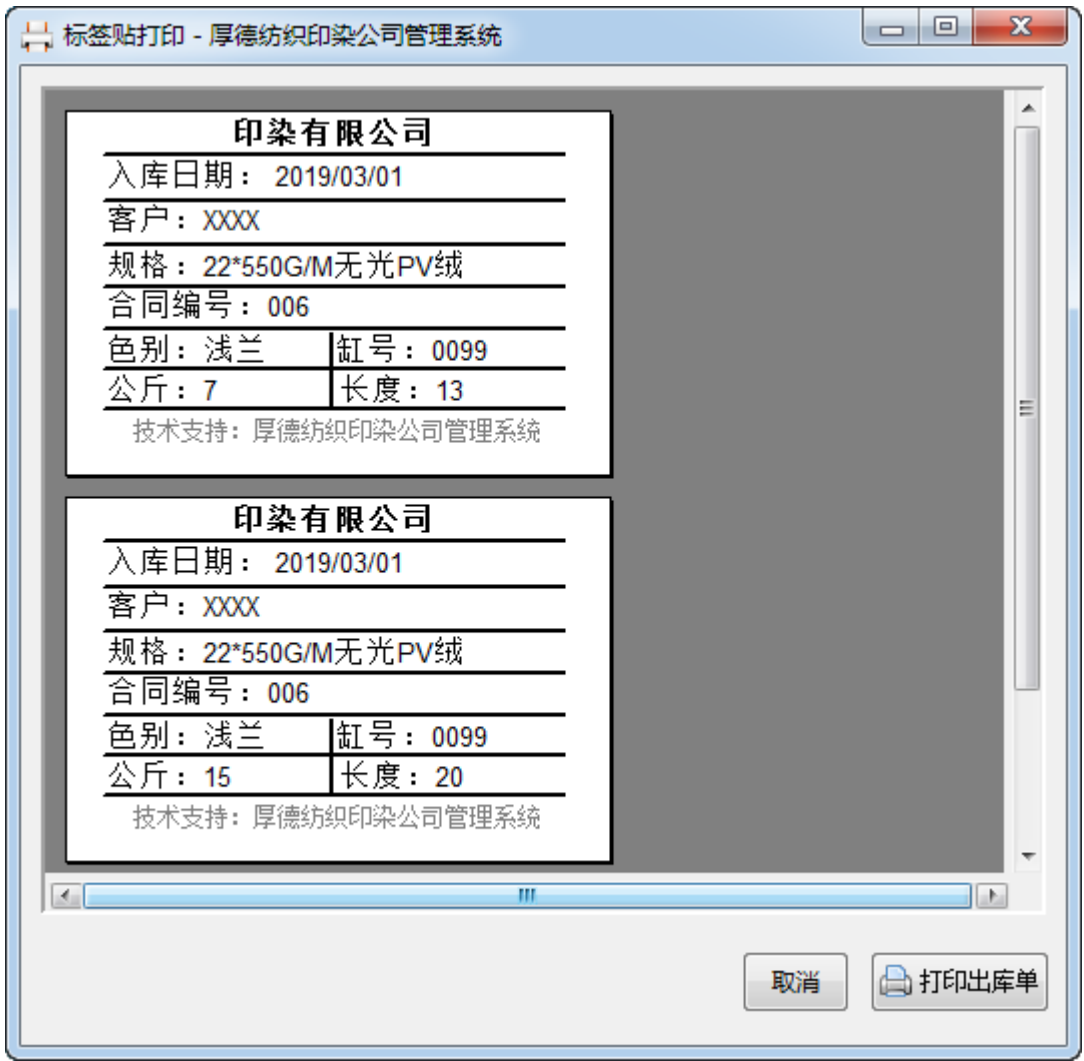 标签贴打印 - 厚德纺织印染公司管理系统
印染有限公司
入库日期： 2019/03/01
客户：XXXX
规格：22*550G/M无光PV绒
合同编号：006
色别：浅兰 缸号：0099
公斤：7 长度：13
技术支持：厚德纺织印染公司管理系统
印染有限公司
入库日期： 2019/03/01
客户：XXXX
规格：22*550G/M无光PV绒
合同编号：006
色别：浅兰 缸号：0099
公斤：15 长度：20
技术支持：厚德纺织印染公司管理系统
取消 打印出库单